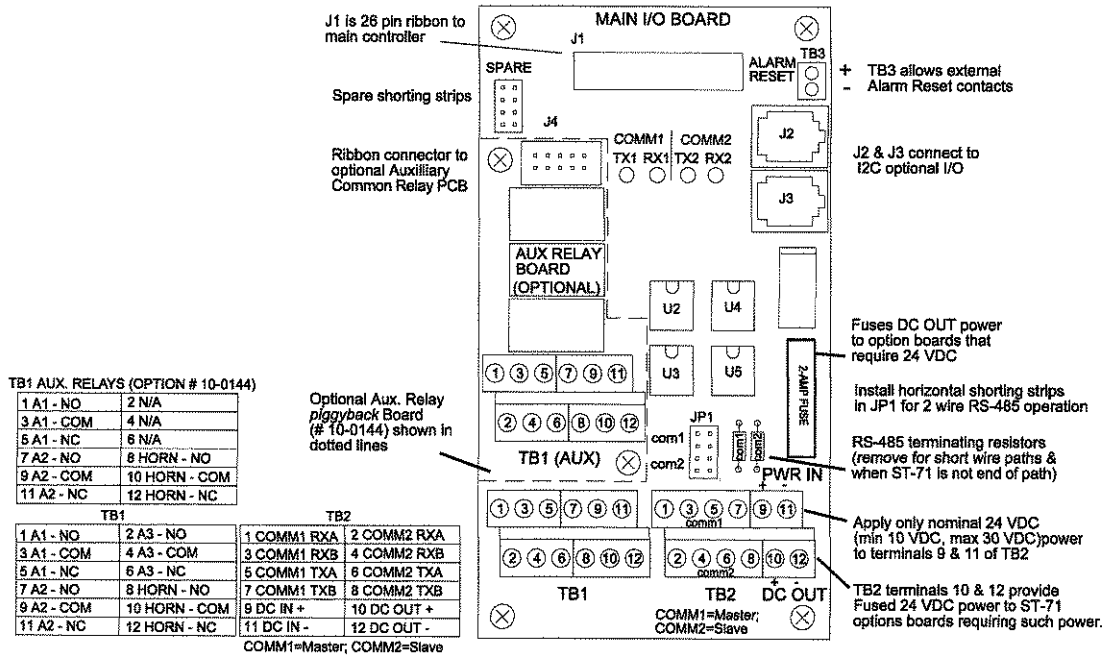 MAIN I/O BOARD
J1 is 26 pin ribbon to
main controller
J1
SPARE
Spare shorting strips
J4
ALARM
RESET
TB3
+
-
TB3 allows external
Alarm Reset contacts
COMM1
COMM2
TX1 RX1 TX2 RX2
J2
J3
J2 & J3 connect to
I2C optional I/O
Ribbon connector to
optional Auxilliary
Common Relay PCB
AUX RELAY
BOARD
(OPTIONAL)
U2
U4
U3
U5
2-AMP FUSE
Fuses DC OUT power
to option boards that
require 24 VDC
Install horizontal shorting strips
in JP1 for 2 wire RS-485 operation
RS-485 terminating resistors
(remove for short wire paths &
when ST-71 is not end of path)
1 3 5 7 9 11
2 4 6 8 10 12
TB1 (AUX)
JP1
com1
com2
com1
com2
PWR IN
+ -
Optional Aux. Relay
piggyback Board
(# 10-0144) shown in
dotted lines
1 3 5 7 9 11
2 4 6 8 10 12
TB1
1 3 5 7 9 11
comm1
2 4 6 8 10 12
comm2
TB2
+ -
DC OUT
COMM1=Master;
COMM2=Slave
Apply only nominal 24 VDC
(min 10 VDC, max 30 VDC)power
to terminals 9 & 11 of TB2
TB2 terminals 10 & 12 provide
Fused 24 VDC power to ST-71
options boards requiring such power.
TB1 AUX. RELAYS (OPTION # 10-0144)
1 A1 - NO 2 N/A
3 A1 - COM 4 N/A
5 A1 - NC 6 N/A
7 A2 - NO 8 HORN - NO
9 A2 - COM 10 HORN - COM
11 A2 - NC 12 HORN - NC
TB1
1 A1 - NO 2 A3 - NO
3 A1 - COM 4 A3 - COM
5 A1 - NC 6 A3 - NC
7 A2 - NO 8 HORN - NO
9 A2 - COM 10 HORN - COM
11 A2 - NC 12 HORN - NC
TB2
1 COMM1 RXA 2 COMM2 RXA
3 COMM1 RXB 4 COMM2 RXB
5 COMM1 TXA 6 COMM2 TXA
7 COMM1 TXB 8 COMM2 TXB
9 DC IN + 10 DC OUT +
11 DC IN - 12 DC OUT -
COMM1=Master; COMM2=Slave